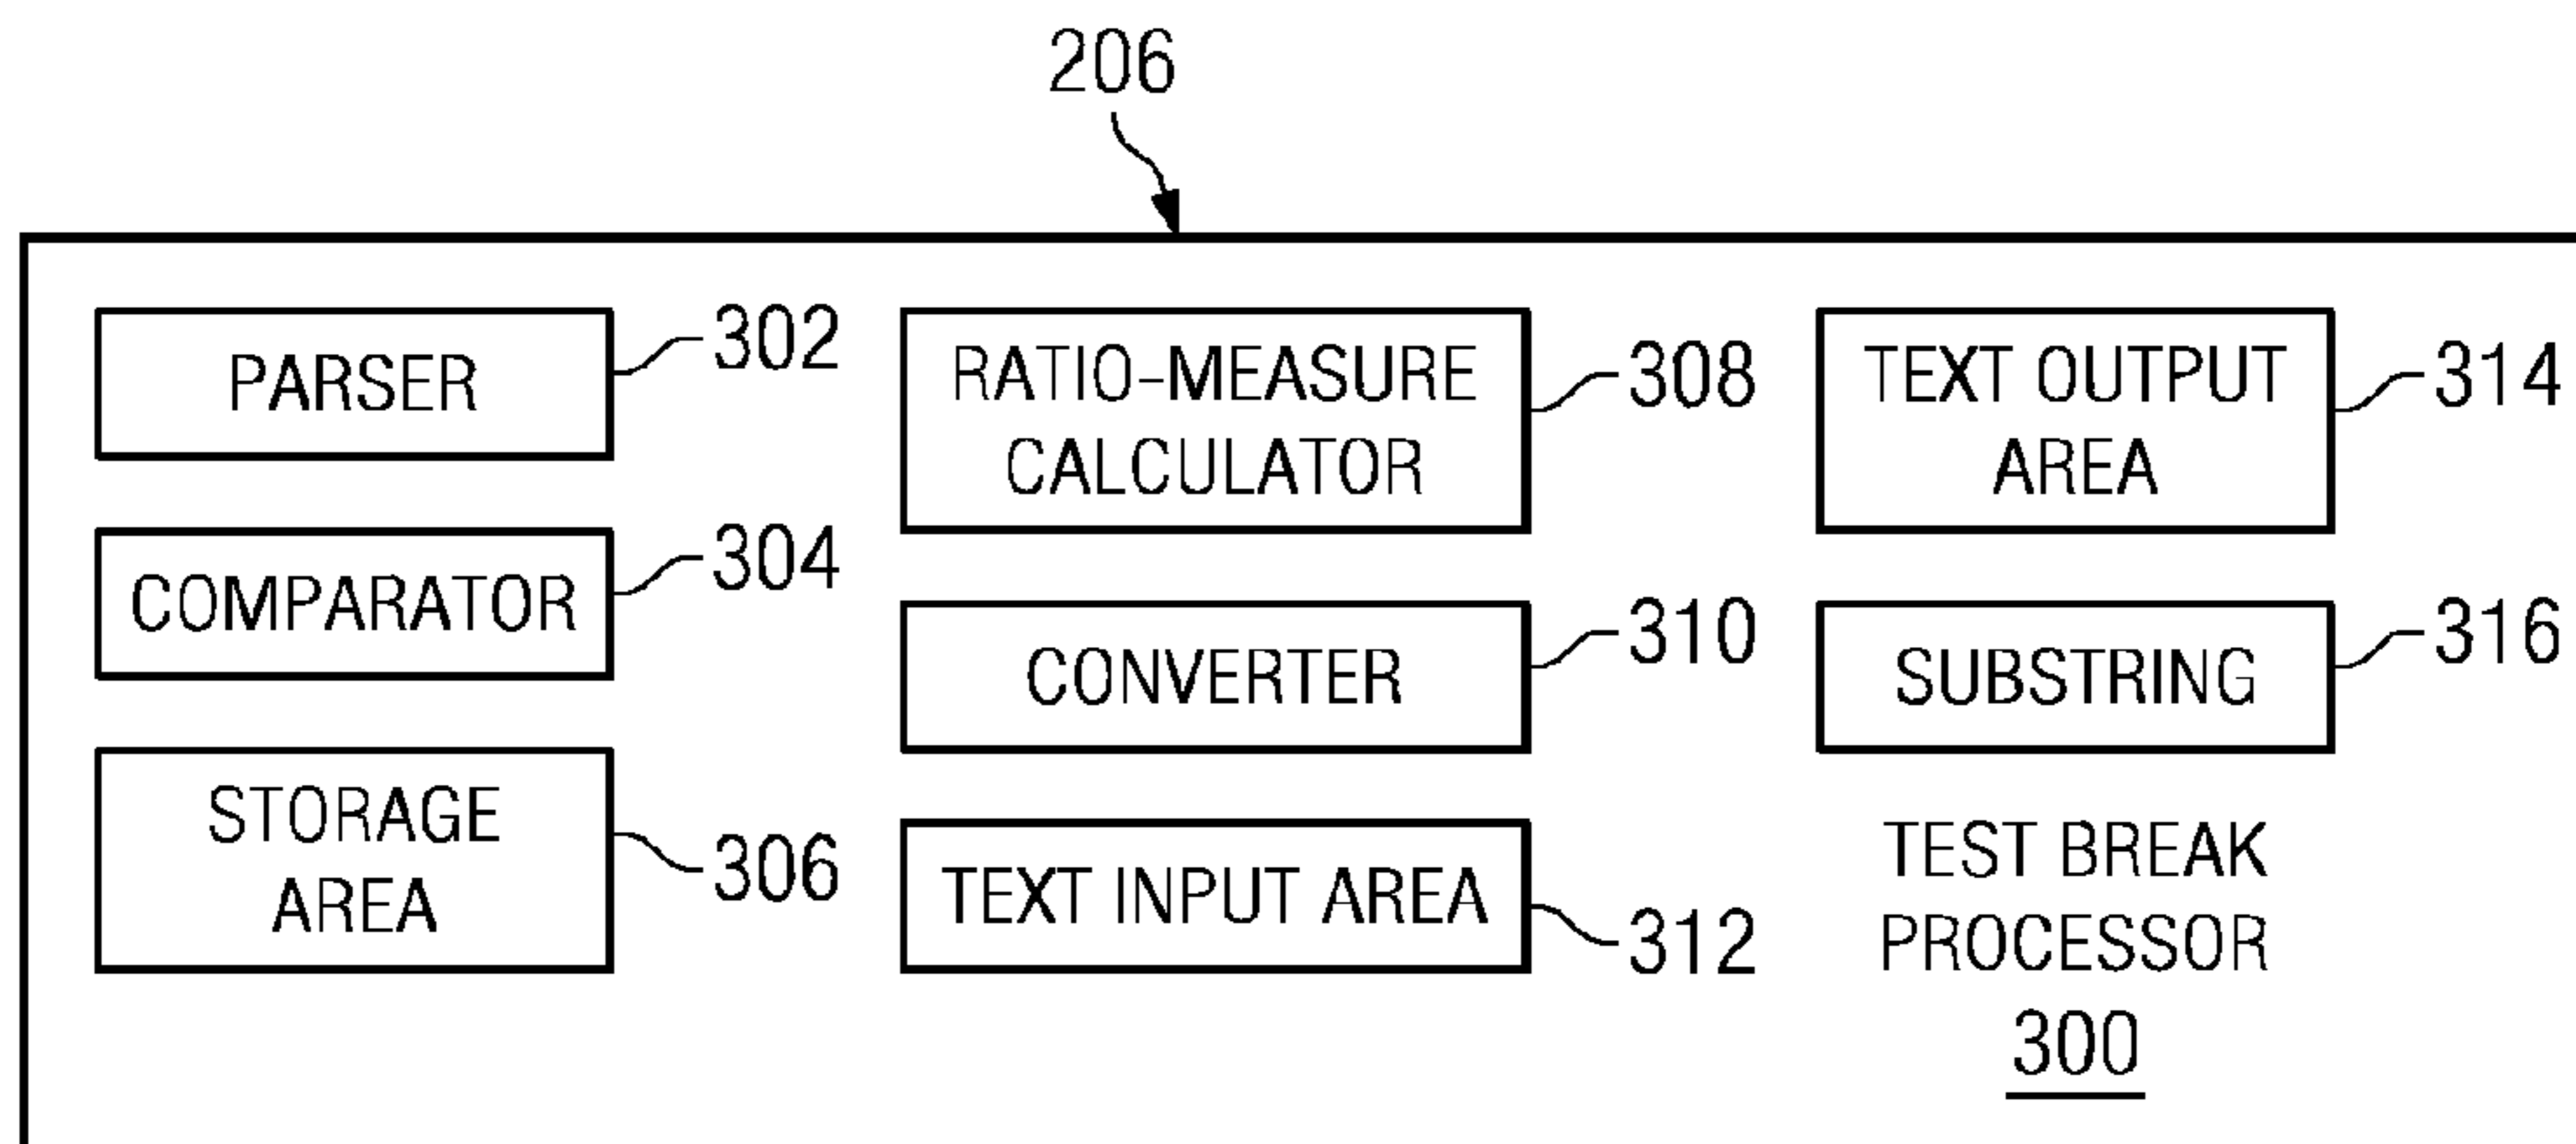 206
PARSER
302
COMPARATOR
304
STORAGE
AREA
306
RATIO-MEASURE
CALCULATOR
308
CONVERTER
310
TEXT INPUT AREA
312
TEXT OUTPUT
AREA
314
SUBSTRING
316
TEST BREAK
PROCESSOR
300